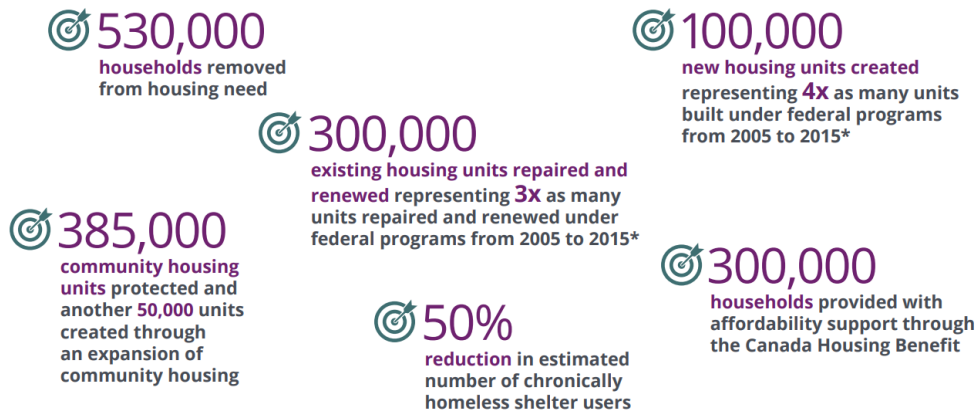 530,000
households removed
from housing need
100,000
new housing units created
representing 4x as many units
built under federal programs
from 2005 to 2015*
300,000
existing housing units repaired and
renewed representing 3x as many
units repaired and renewed under
federal programs from 2005 to 2015*
385,000
community housing
units protected and
another 50,000 units
created through
an expansion of
community housing
50%
reduction in estimated
number of chronically
homeless shelter users
300,000
households provided with
affordability support through
the Canada Housing Benefit